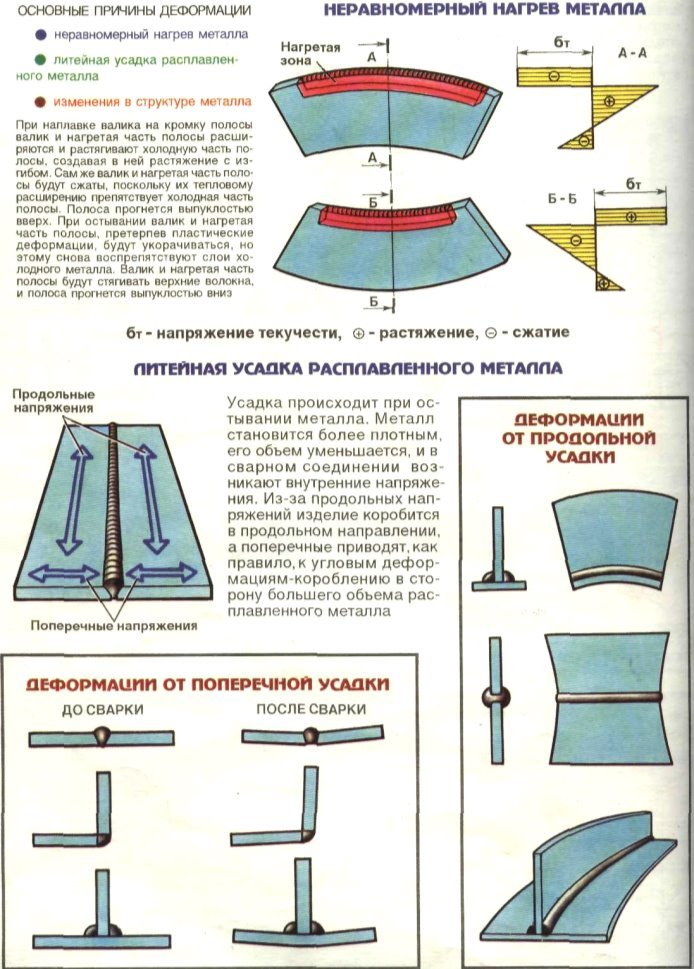 ОСНОВНЫЕ ПРИЧИНЫ ДЕФОРМАЦИИ
неравномерный нагрев металла
литейная усадка расплавлен-
ного металла
изменения в структуре металла
При наплавке валика на кромку полосы
валик и нагретая часть полосы расши-
ряются и растягивают холодную часть по-
лосы, создавая в ней растяжение с из-
гибом. Сам же валик и нагретая часть поло-
сы будут сжаты, поскольку их тепловому
расширению препятствует холодная часть
полосы. Полоса прогнется выпуклостью
вверх. При остывании валик и нагретая
часть полосы, претерпев пластические
деформации, будут укорачиваться, но
этому снова воспрепятствуют слои хо-
лодного металла. Валик и нагретая часть
полосы будут стягивать верхние волокна,
и полоса прогнется выпуклостью вниз
НЕРАВНОМЕРНЫЙ НАГРЕВ МЕТАЛЛА
Нагретая
зона
А
А
бт
А - А
Б
Б
Б - Б
бт
бт - напряжение текучести, ⊕ - растяжение, ⊖ - сжатие
ЛИТЕЙНАЯ УСАДКА РАСПЛАВЛЕННОГО МЕТАЛЛА
Продольные
напряжения
Поперечные напряжения
Усадка происходит при ос-
тывании металла. Металл
становится более плотным,
его объем уменьшается, и в
сварном соединении воз-
никают внутренние напряже-
ния. Из-за продольных нап-
ряжений изделие коробится
в продольном направлении,
а поперечные приводят, как
правило, к угловым дефор-
мациям-короблению в сто-
рону большего объема рас-
плавленного металла
ДЕФОРМАЦИИ
ОТ ПРОДОЛЬНОЙ
УСАДКИ
ДЕФОРМАЦИИ ОТ ПОПЕРЕЧНОЙ УСАДКИ
ДО СВАРКИ
ПОСЛЕ СВАРКИ